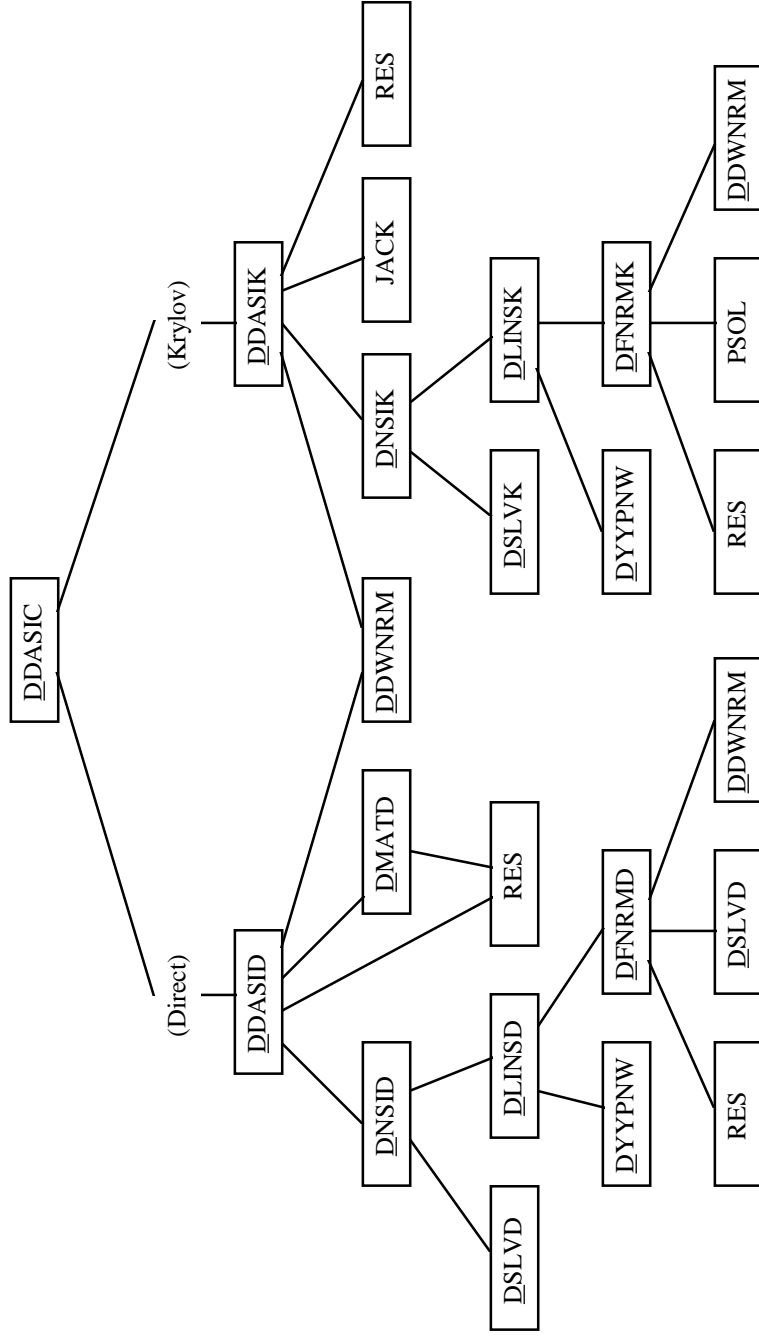 DDASIC
(Direct)
(Krylov)
DDASID
DDASIK
DNSID
DMATD
DDWNRM
DNSIK
JACK
RES
DSLVD
DLINSD
RES
DSLVK
DLINSK
DYYPNW
DFNRMD
DYYPNW
DFNRMK
RES
DSLVD
DDWNRM
RES
PSOL
DDWNRM